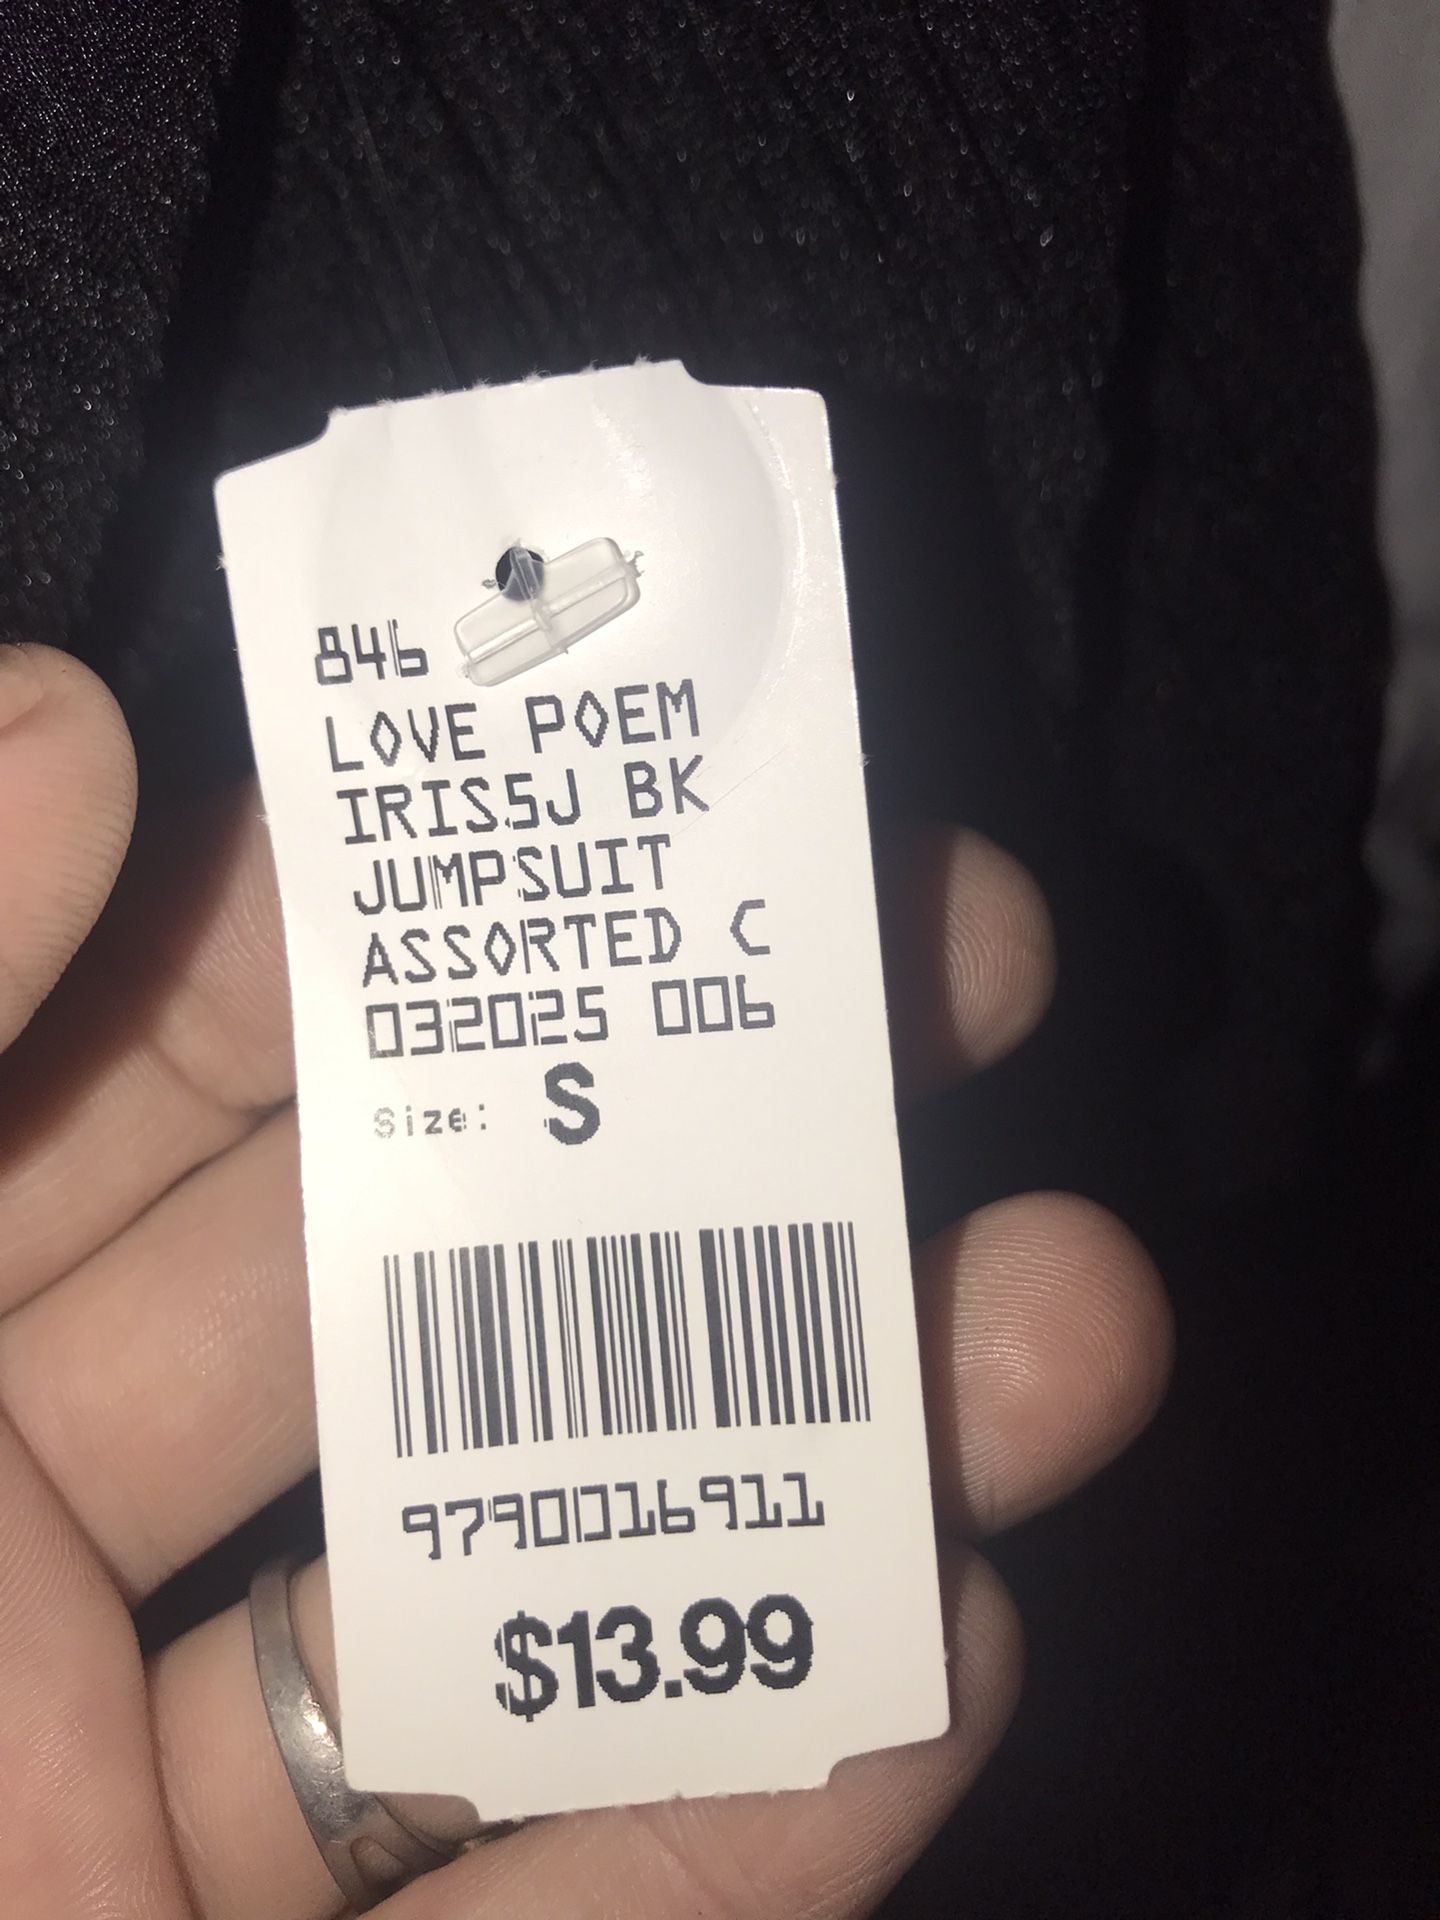 846
LOVE POEM
IRIS5J BK
JUMPSUIT
ASSORTED C
032025 006
Size: S
9790016911
$13.99